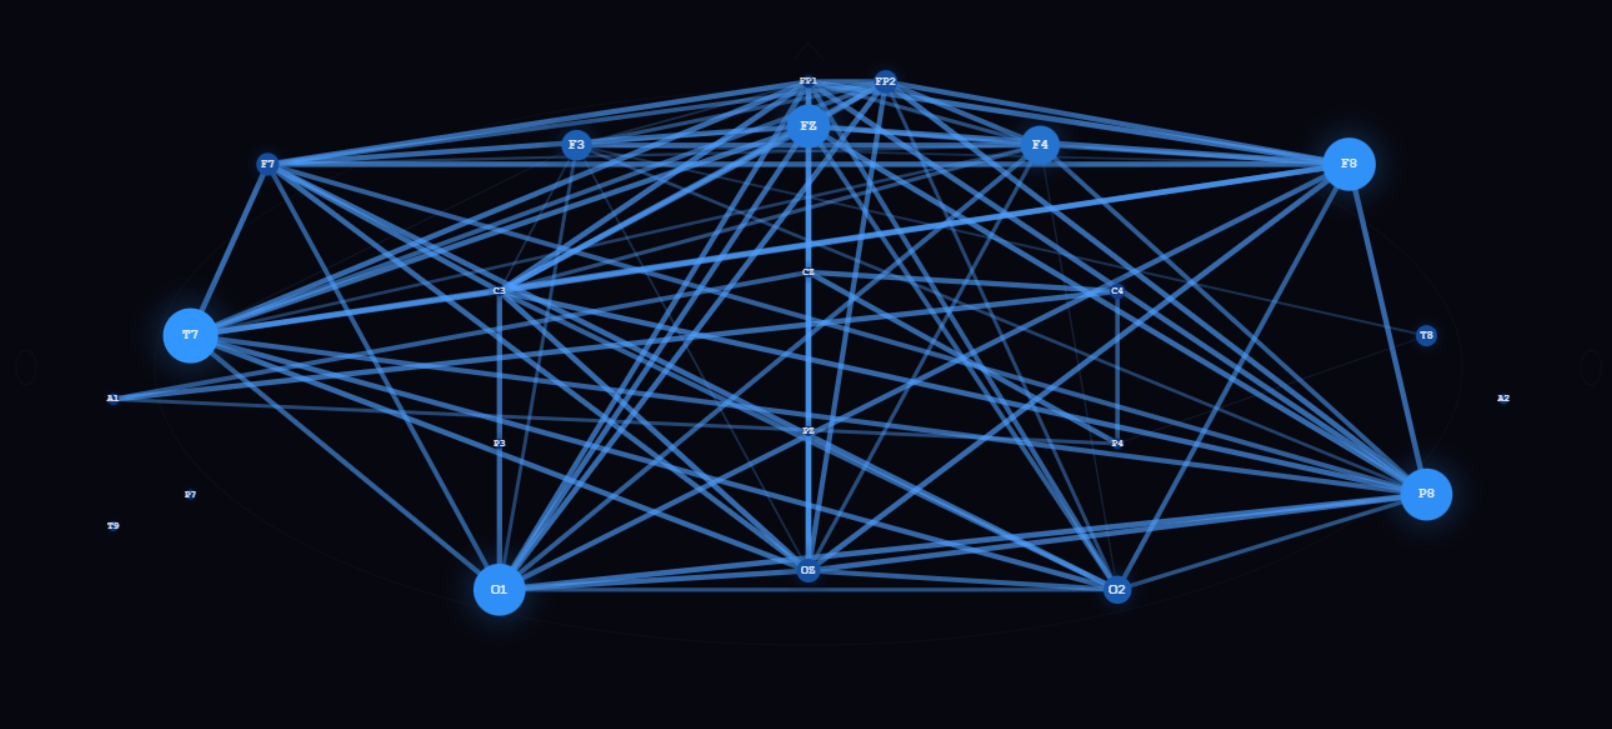 FP1
FP2
FZ
F3
F4
F7
F8
CZ
C3
C4
T7
T8
A1
A2
PZ
P3
P4
P7
P8
T9
OZ
O1
O2